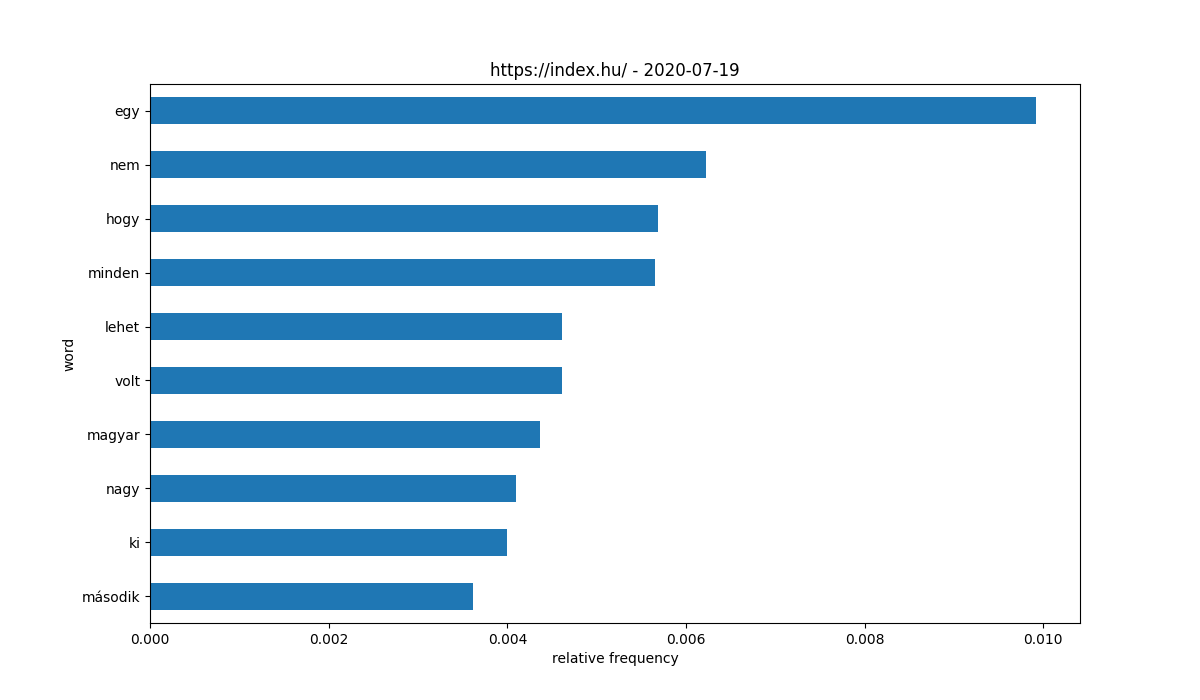 https://index.hu/ - 2020-07-19
egy
nem
hogy
minden
lehet
volt
magyar
nagy
ki
második
word
0.000 0.002 0.004 0.006 0.008 0.010
relative frequency